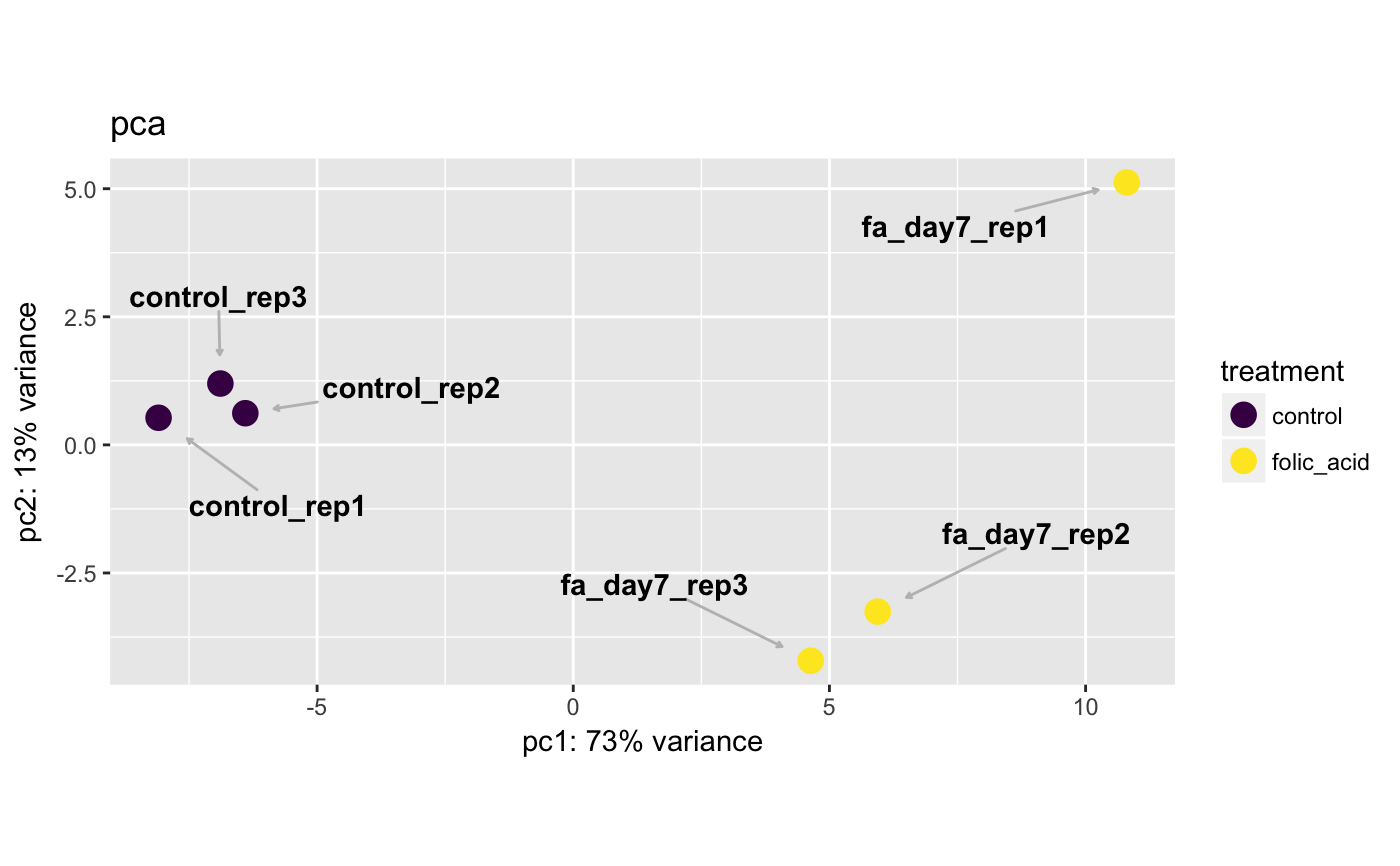 pca
5.0
2.5
0.0
-2.5
pc2: 13% variance
fa_day7_rep1
control_rep3
control_rep2
control_rep1
fa_day7_rep2
fa_day7_rep3
-5
0
5
10
pc1: 73% variance
treatment
control
folic_acid